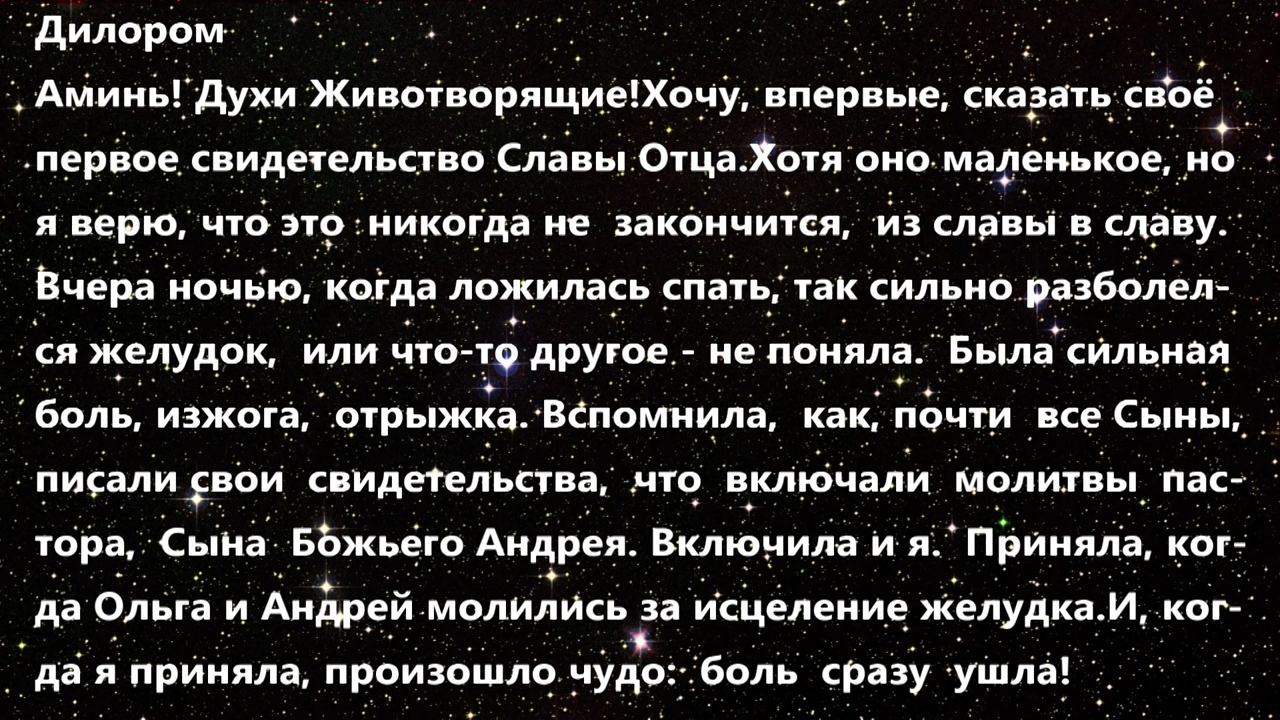 Дилором
Аминь! Духи Животворящие!Хочу, впервые, сказать своё
первое свидетельство Славы Отца.Хотя оно маленькое, но
я верю, что это никогда не закончится, из славы в славу.
Вчера ночью, когда ложилась спать, так сильно разболел-
ся желудок, или что-то другое - не поняла. Была сильная
боль, изжога, отрыжка. Вспомнила, как, почти все Сыны,
писали свои свидетельства, что включали молитвы пас-
тора, Сына Божьего Андрея. Включила и я. Приняла, ког-
да Ольга и Андрей молились за исцеление желудка.И, ког-
да я приняла, произошло чудо: боль сразу ушла!